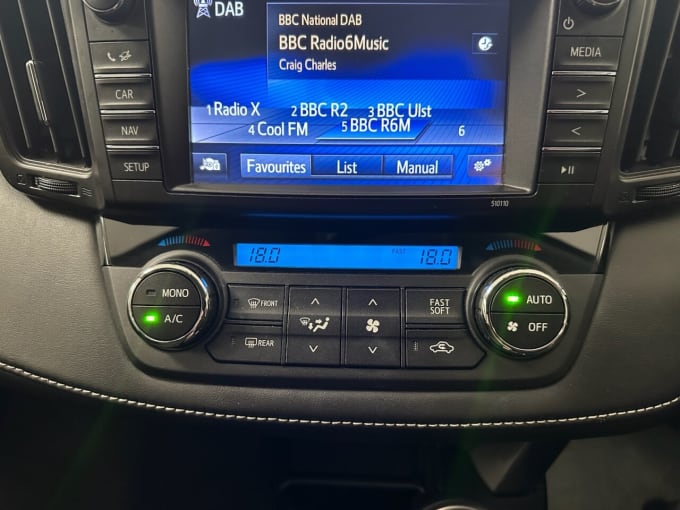 DAB
BBC National DAB
BBC Radio6Music
Craig Charles
MEDIA
CAR
1 Radio X 2 BBC R2 3 BBC Ulst
4 Cool FM 5 BBC R6M 6
NAV
SETUP
Favourites List Manual
510110
18.0 FAST 18.0
MONO
A/C
FRONT
REAR
FAST
SOFT
AUTO
OFF